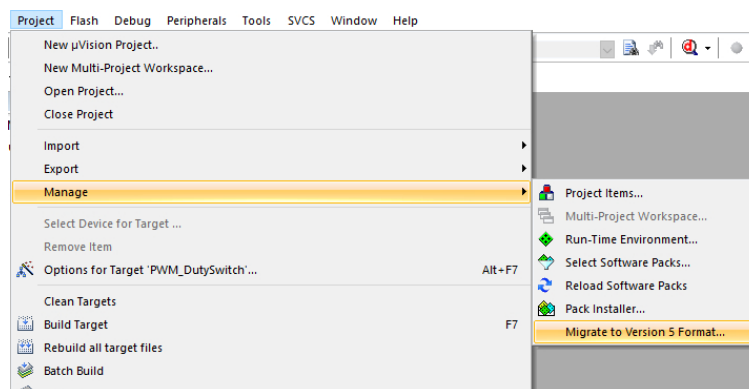 Project Flash Debug Peripherals Tools SVCS Window Help
New µVision Project..
New Multi-Project Workspace...
Open Project...
Close Project
Import
Export
Manage
Select Device for Target ...
Remove Item
Options for Target 'PWM_DutySwitch'... Alt+F7
Clean Targets
Build Target F7
Rebuild all target files
Batch Build
Project Items...
Multi-Project Workspace...
Run-Time Environment...
Select Software Packs...
Reload Software Packs
Pack Installer...
Migrate to Version 5 Format...